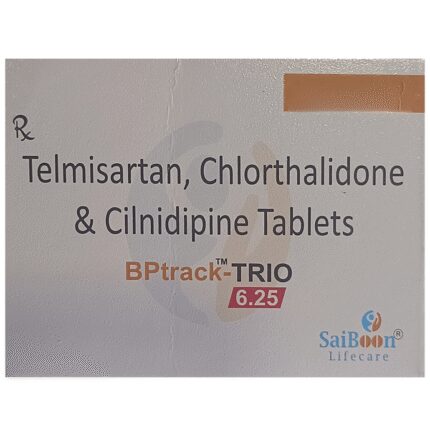 ℞
Telmisartan, Chlorthalidone
& Cilnidipine Tablets
BPtrack™-TRIO
6.25
SaiBoon®
Lifecare